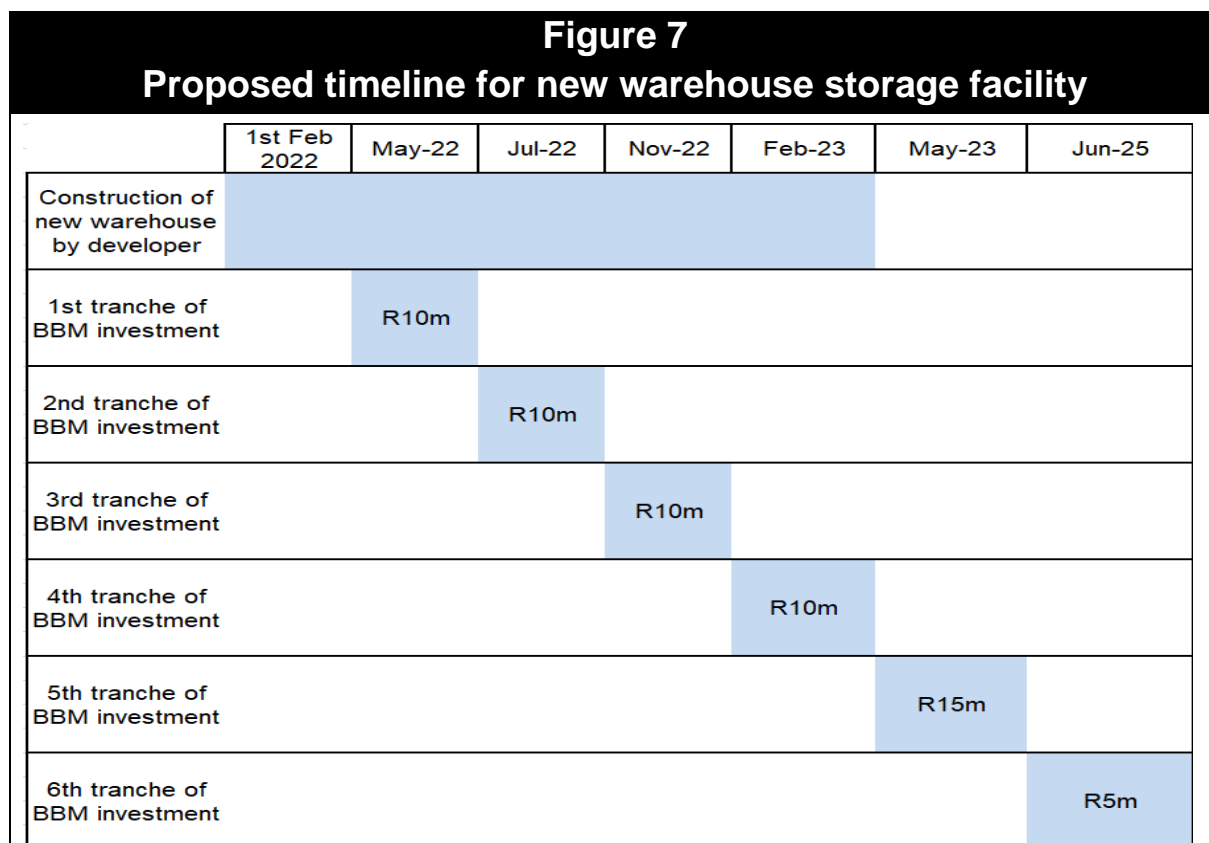 Figure 7
Proposed timeline for new warehouse storage facility
1st Feb
2022
May-22
Jul-22
Nov-22
Feb-23
May-23
Jun-25
Construction of
new warehouse
by developer
1st tranche of
BBM investment
R10m
2nd tranche of
BBM investment
R10m
3rd tranche of
BBM investment
R10m
4th tranche of
BBM investment
R10m
5th tranche of
BBM investment
R15m
6th tranche of
BBM investment
R5m